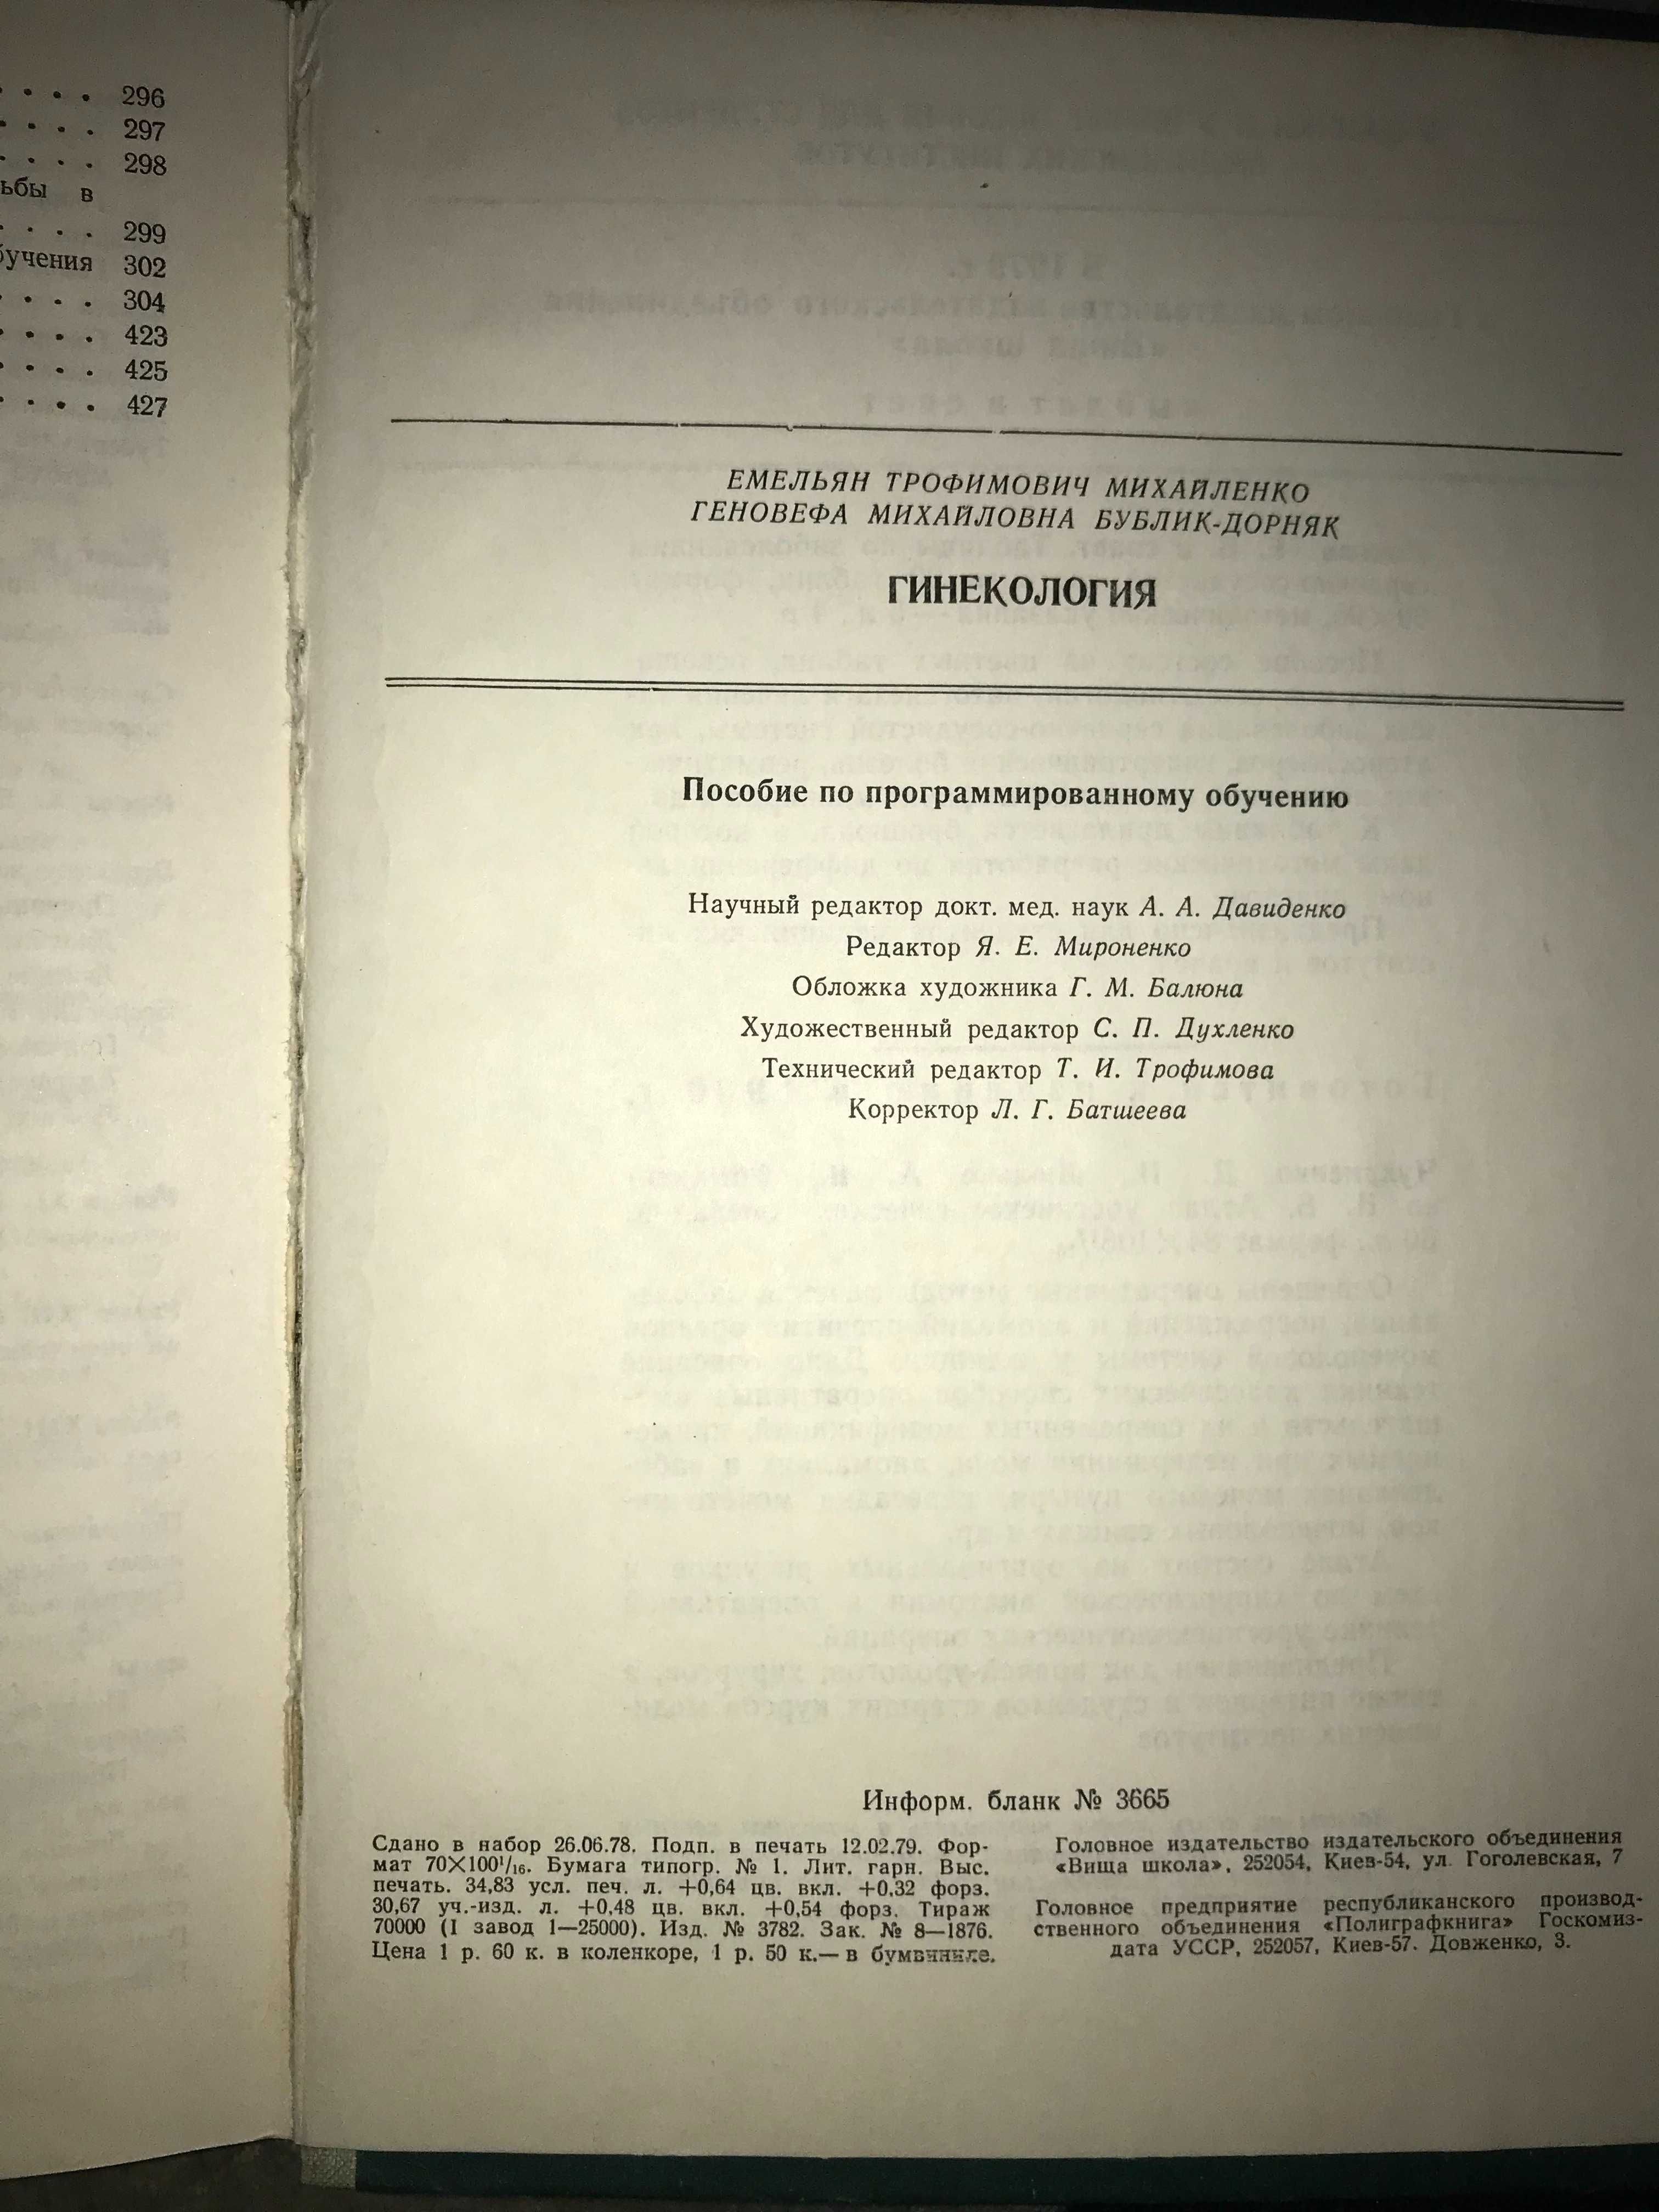 . . . . 296
. . . . 297
. . . . 298
ьбы в
. . . . 299
бучения 302
. . . . 304
. . . . 423
. . . . 425
. . . . 427
ЕМЕЛЬЯН ТРОФИМОВИЧ МИХАЙЛЕНКО
ГЕНОВЕФА МИХАЙЛОВНА БУБЛИК-ДОРНЯК
ГИНЕКОЛОГИЯ
Пособие по программированному обучению
Научный редактор докт. мед. наук А. А. Давиденко
Редактор Я. Е. Мироненко
Обложка художника Г. М. Балюна
Художественный редактор С. П. Духленко
Технический редактор Т. И. Трофимова
Корректор Л. Г. Батшеева
Информ. бланк № 3665
Сдано в набор 26.06.78. Подп. в печать 12.02.79. Фор-
мат 70×100¹/₁₆. Бумага типогр. № 1. Лит. гарн. Выс.
печать. 34,83 усл. печ. л. +0,64 цв. вкл. +0,32 форз.
30,67 уч.-изд. л. +0,48 цв. вкл. +0,54 форз. Тираж
70000 (I завод 1—25000). Изд. № 3782. Зак. № 8—1876.
Цена 1 р. 60 к. в коленкоре, 1 р. 50 к.— в бумвиниле.
Головное издательство издательского объединения
«Вища школа», 252054, Киев-54, ул. Гоголевская, 7
Головное предприятие республиканского производ-
ственного объединения «Полиграфкнига» Госкомиз-
дата УССР, 252057, Киев-57. Довженко, 3.